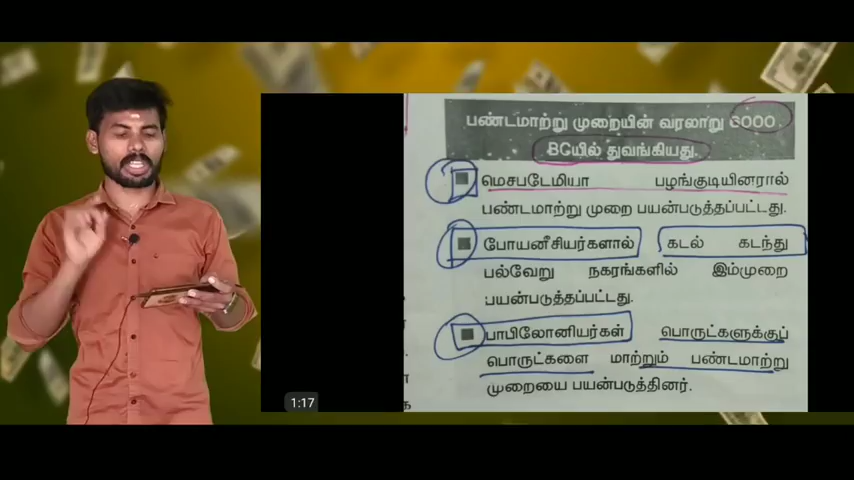 பண்டமாற்று முறையின் வரலாறு 6000
BCயில் துவங்கியது.
மெசபடேமியா பழங்குடியினரால்
பண்டமாற்று முறை பயன்படுத்தப்பட்டது.
போயனீசியர்களால் கடல் கடந்து
பல்வேறு நகரங்களில் இம்முறை
பயன்படுத்தப்பட்டது.
பாபிலோனியர்கள் பொருட்களுக்குப்
பொருட்களை மாற்றும் பண்டமாற்று
முறையை பயன்படுத்தினர்.
1:17